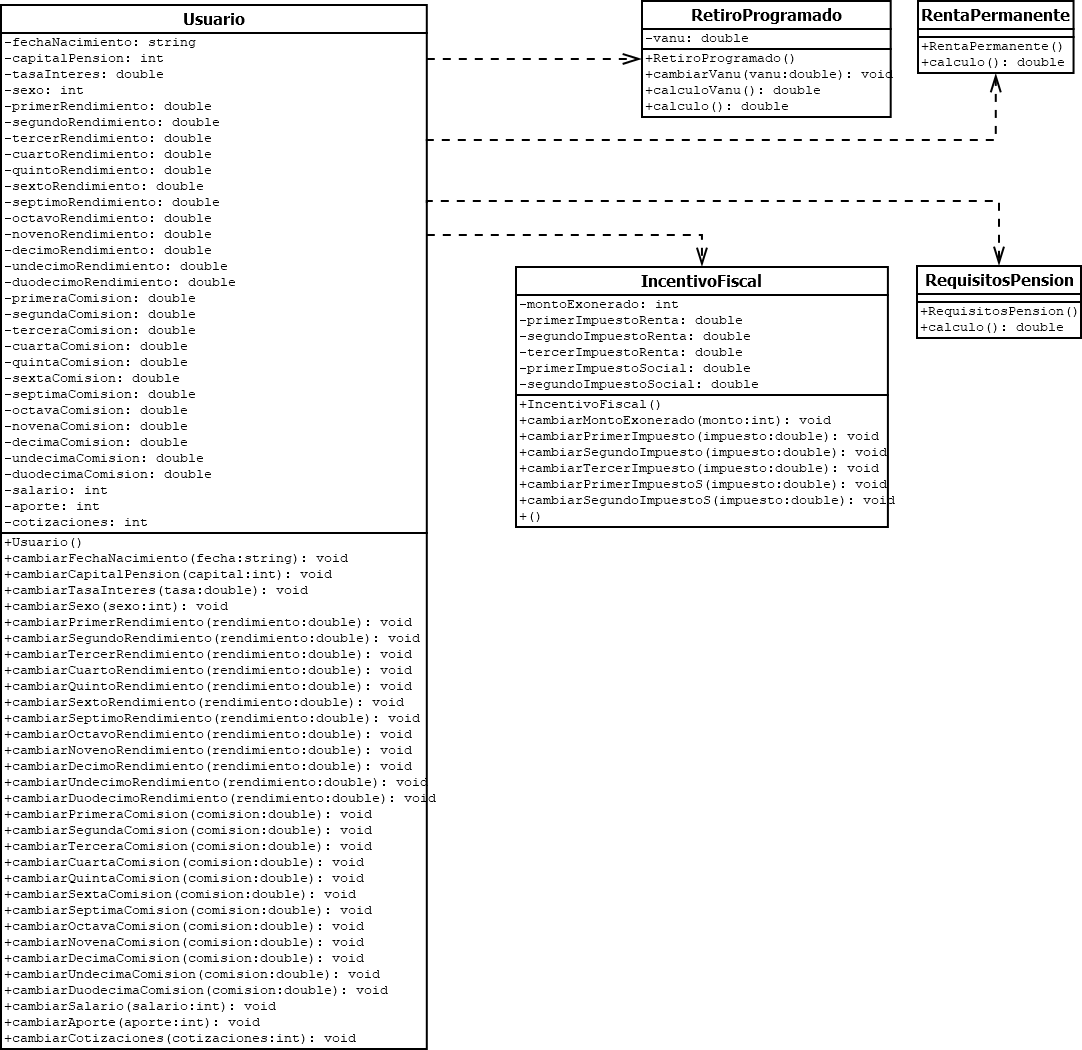 Usuario
-fechaNacimiento: string
-capitalPension: int
-tasaInteres: double
-sexo: int
-primerRendimiento: double
-segundoRendimiento: double
-tercerRendimiento: double
-cuartoRendimiento: double
-quintoRendimiento: double
-sextoRendimiento: double
-septimoRendimiento: double
-octavoRendimiento: double
-novenoRendimiento: double
-decimoRendimiento: double
-undecimoRendimiento: double
-duodecimoRendimiento: double
-primeraComision: double
-segundaComision: double
-terceraComision: double
-cuartaComision: double
-quintaComision: double
-sextaComision: double
-septimaComision: double
-octavaComision: double
-novenaComision: double
-decimaComision: double
-undecimaComision: double
-duodecimaComision: double
-salario: int
-aporte: int
-cotizaciones: int
+Usuario()
+cambiarFechaNacimiento(fecha:string): void
+cambiarCapitalPension(capital:int): void
+cambiarTasaInteres(tasa:double): void
+cambiarSexo(sexo:int): void
+cambiarPrimerRendimiento(rendimiento:double): void
+cambiarSegundoRendimiento(rendimiento:double): void
+cambiarTercerRendimiento(rendimiento:double): void
+cambiarCuartoRendimiento(rendimiento:double): void
+cambiarQuintoRendimiento(rendimiento:double): void
+cambiarSextoRendimiento(rendimiento:double): void
+cambiarSeptimoRendimiento(rendimiento:double): void
+cambiarOctavoRendimiento(rendimiento:double): void
+cambiarNovenoRendimiento(rendimiento:double): void
+cambiarDecimoRendimiento(rendimiento:double): void
+cambiarUndecimoRendimiento(rendimiento:double): void
+cambiarDuodecimoRendimiento(rendimiento:double): void
+cambiarPrimeraComision(comision:double): void
+cambiarSegundaComision(comision:double): void
+cambiarTerceraComision(comision:double): void
+cambiarCuartaComision(comision:double): void
+cambiarQuintaComision(comision:double): void
+cambiarSextaComision(comision:double): void
+cambiarSeptimaComision(comision:double): void
+cambiarOctavaComision(comision:double): void
+cambiarNovenaComision(comision:double): void
+cambiarDecimaComision(comision:double): void
+cambiarUndecimaComision(comision:double): void
+cambiarDuodecimaComision(comision:double): void
+cambiarSalario(salario:int): void
+cambiarAporte(aporte:int): void
+cambiarCotizaciones(cotizaciones:int): void
RetiroProgramado
-vanu: double
+RetiroProgramado()
+cambiarVanu(vanu:double): void
+calculoVanu(): double
+calculo(): double
RentaPermanente
+RentaPermanente()
+calculo(): double
IncentivoFiscal
-montoExonerado: int
-primerImpuestoRenta: double
-segundoImpuestoRenta: double
-tercerImpuestoRenta: double
-primerImpuestoSocial: double
-segundoImpuestoSocial: double
+IncentivoFiscal()
+cambiarMontoExonerado(monto:int): void
+cambiarPrimerImpuesto(impuesto:double): void
+cambiarSegundoImpuesto(impuesto:double): void
+cambiarTercerImpuesto(impuesto:double): void
+cambiarPrimerImpuestoS(impuesto:double): void
+cambiarSegundoImpuestoS(impuesto:double): void
+()
RequisitosPension
+RequisitosPension()
+calculo(): double